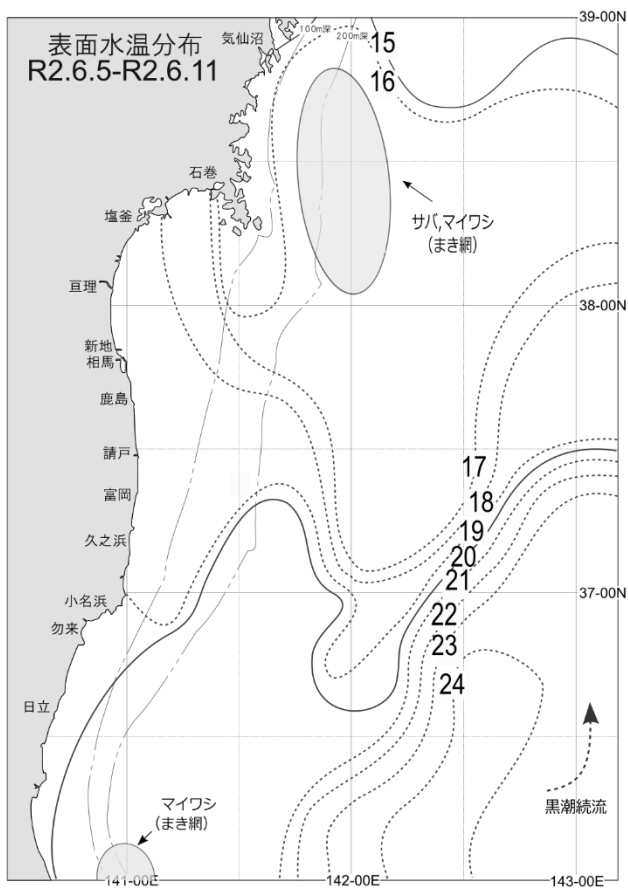 表面水温分布
R2.6.5-R2.6.11
39-00N
気仙沼
100m深
200m深
15
16
石巻
塩釜
サバ,マイワシ
(まき網)
亘理
38-00N
新地
相馬
鹿島
請戸
17
富岡
18
久之浜
19
20
21
37-00N
小名浜
22
勿来
23
24
日立
黒潮続流
マイワシ
(まき網)
141-00E
142-00E
143-00E